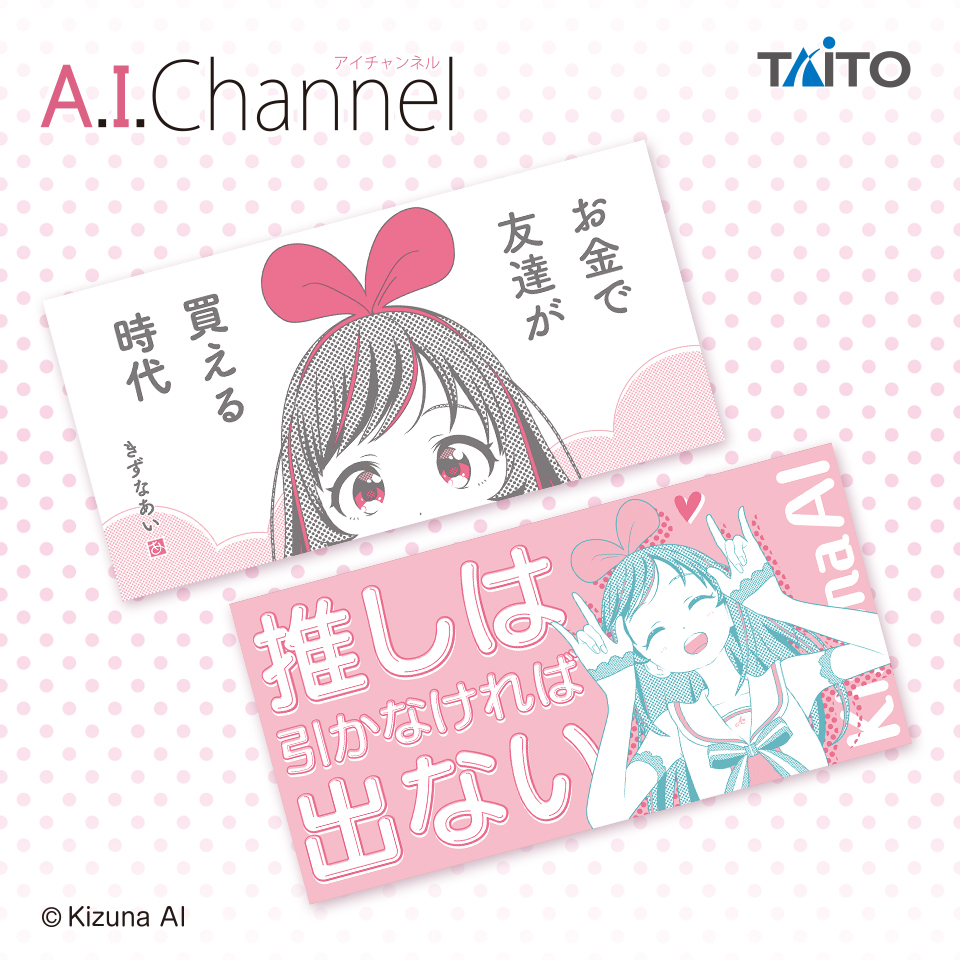 アイチャンネル
A.I.Channel
TAITO
お金で
友達が
買える
時代
きずなあい
推しは
引かなければ
出ない
© Kizuna AI